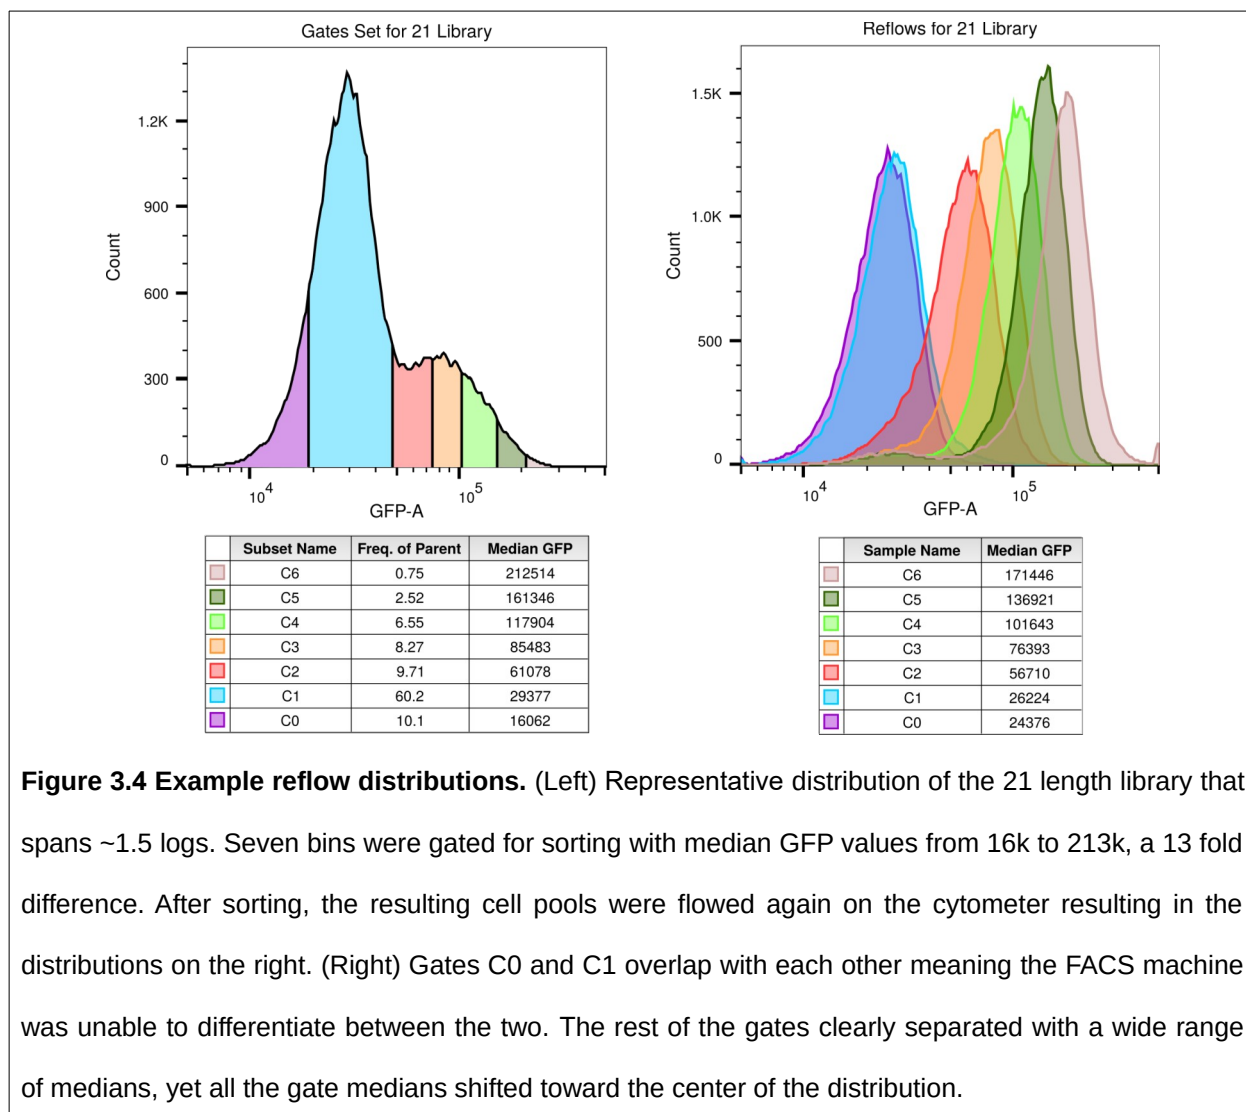 Gates Set for 21 Library
Count
1.2K
900
600
300
0
10^4
10^5
GFP-A
Subset Name Freq. of Parent Median GFP
C6 0.75 212514
C5 2.52 161346
C4 6.55 117904
C3 8.27 85483
C2 9.71 61078
C1 60.2 29377
C0 10.1 16062
Reflows for 21 Library
Count
1.5K
1.0K
500
0
10^4
10^5
GFP-A
Sample Name Median GFP
C6 171446
C5 136921
C4 101643
C3 76393
C2 56710
C1 26224
C0 24376
Figure 3.4 Example reflow distributions. (Left) Representative distribution of the 21 length library that
spans ~1.5 logs. Seven bins were gated for sorting with median GFP values from 16k to 213k, a 13 fold
difference. After sorting, the resulting cell pools were flowed again on the cytometer resulting in the
distributions on the right. (Right) Gates C0 and C1 overlap with each other meaning the FACS machine
was unable to differentiate between the two. The rest of the gates clearly separated with a wide range
of medians, yet all the gate medians shifted toward the center of the distribution.